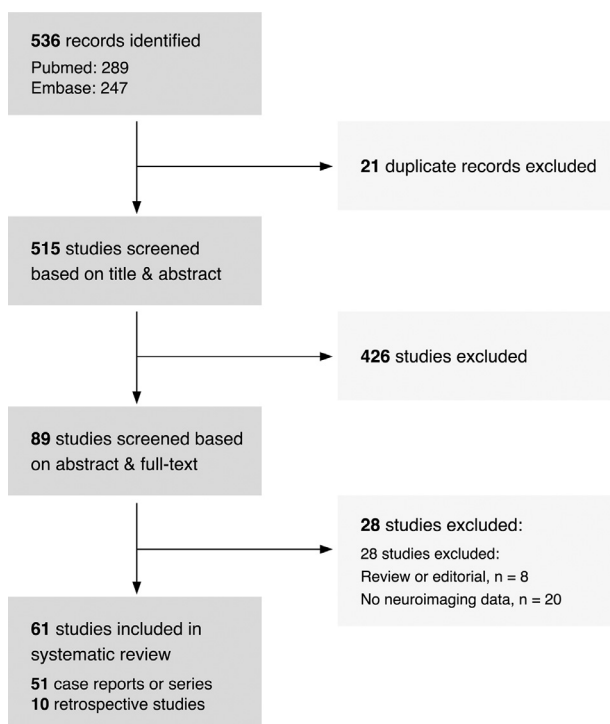 536 records identified
Pubmed: 289
Embase: 247
21 duplicate records excluded
515 studies screened
based on title & abstract
426 studies excluded
89 studies screened based
on abstract & full-text
28 studies excluded:
28 studies excluded:
Review or editorial, n = 8
No neuroimaging data, n = 20
61 studies included in
systematic review
51 case reports or series
10 retrospective studies